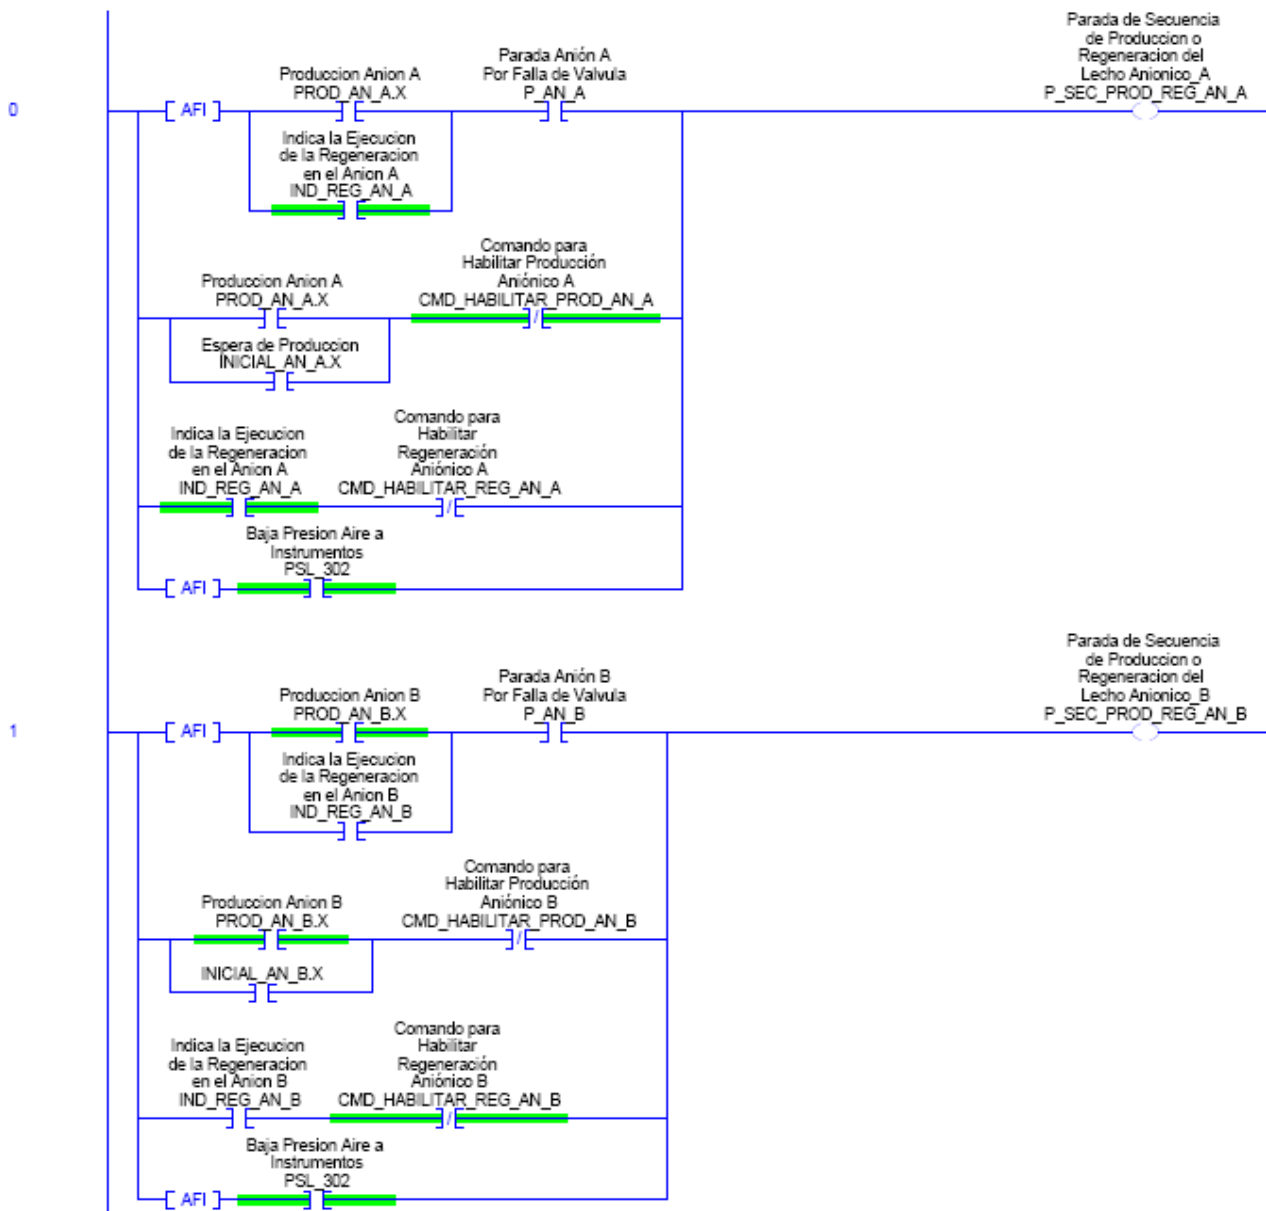 Parada de Secuencia
de Produccion o
Regeneracion del
Lecho Anionico_A
P_SEC_PROD_REG_AN_A
Parada Anión A
Por Falla de Valvula
P_AN_A
Produccion Anion A
PROD_AN_A.X
0
AFI
Indica la Ejecucion
de la Regeneracion
en el Anion A
IND_REG_AN_A
Comando para
Habilitar Producción
Aniónico A
CMD_HABILITAR_PROD_AN_A
Produccion Anion A
PROD_AN_A.X
/
Espera de Produccion
INICIAL_AN_A.X
Comando para
Habilitar
Regeneración
Aniónico A
CMD_HABILITAR_REG_AN_A
Indica la Ejecucion
de la Regeneracion
en el Anion A
IND_REG_AN_A
/
Baja Presion Aire a
Instrumentos
PSL_302
AFI
Parada de Secuencia
de Produccion o
Regeneracion del
Lecho Anionico_B
P_SEC_PROD_REG_AN_B
Parada Anión B
Por Falla de Valvula
P_AN_B
Produccion Anion B
PROD_AN_B.X
1
AFI
Indica la Ejecucion
de la Regeneracion
en el Anion B
IND_REG_AN_B
Comando para
Habilitar Producción
Aniónico B
CMD_HABILITAR_PROD_AN_B
Produccion Anion B
PROD_AN_B.X
/
INICIAL_AN_B.X
Comando para
Habilitar
Regeneración
Aniónico B
CMD_HABILITAR_REG_AN_B
Indica la Ejecucion
de la Regeneracion
en el Anion B
IND_REG_AN_B
/
Baja Presion Aire a
Instrumentos
PSL_302
AFI